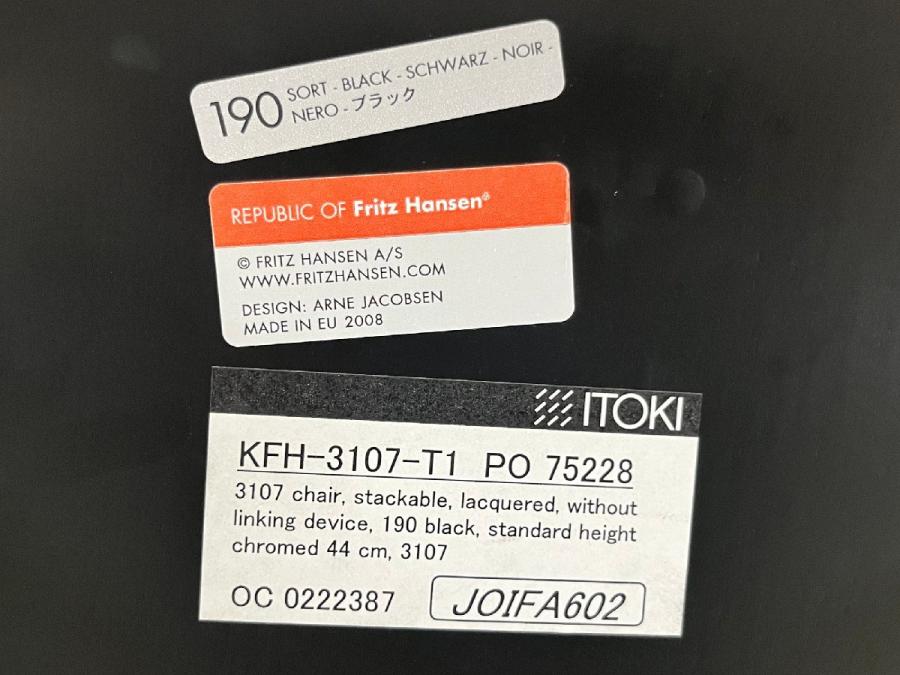 190 SORT - BLACK - SCHWARZ - NOIR -
NERO - ブラック
REPUBLIC OF Fritz Hansen®
© FRITZ HANSEN A/S
WWW.FRITZHANSEN.COM
DESIGN: ARNE JACOBSEN
MADE IN EU 2008
ITOKI
KFH-3107-T1 PO 75228
3107 chair, stackable, lacquered, without
linking device, 190 black, standard height
chromed 44 cm, 3107
OC 0222387 JOIFA602